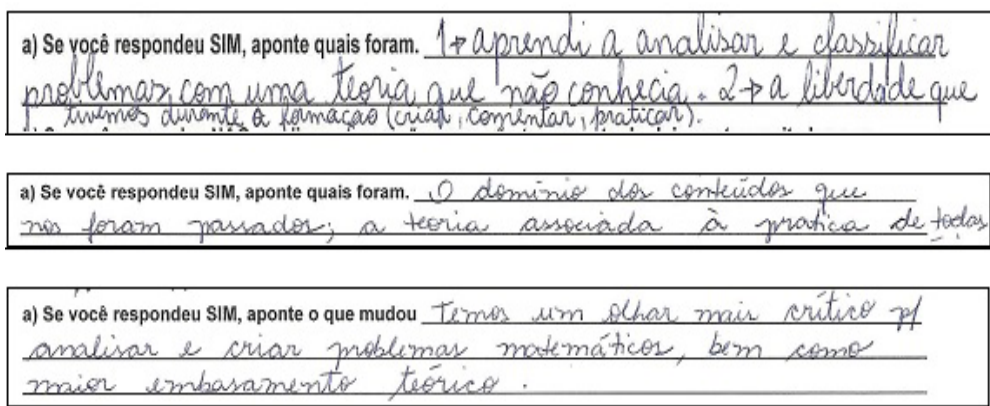 a) Se você respondeu SIM, aponte quais foram. 1→ aprendi a analisar e classificar
problemas com uma teoria que não conhecia. 2→ a liberdade que
tivemos durante a formação (criar, comentar, praticar).
a) Se você respondeu SIM, aponte quais foram. O domínio dos conteúdos que
nos foram passados; a teoria associada à pratica de todas
a) Se você respondeu SIM, aponte o que mudou Temos um olhar mais crítico p/
analisar e criar problemas matemáticos, bem como
maior embasamento teórico.